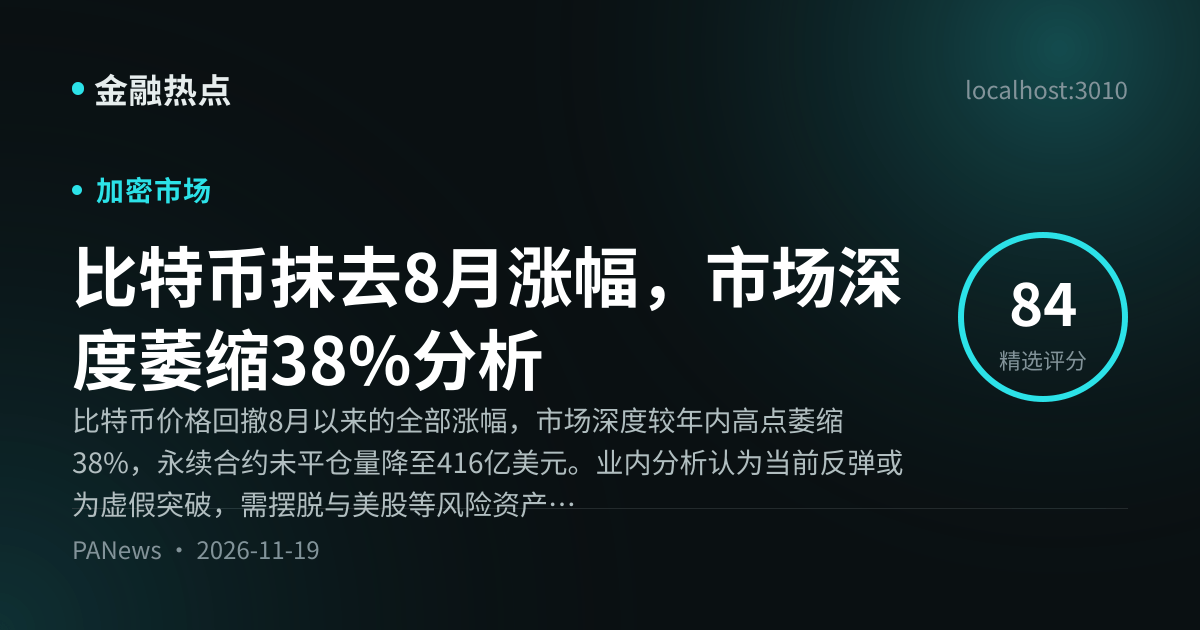 金融热点
localhost:3010
加密市场
比特币抹去8月涨幅，市场深
度萎缩38%分析
84
精选评分
比特币价格回撤8月以来的全部涨幅，市场深度较年内高点萎缩
38%，永续合约未平仓量降至416亿美元。业内分析认为当前反弹或
为虚假突破，需摆脱与美股等风险资产…
PANews • 2026-11-19